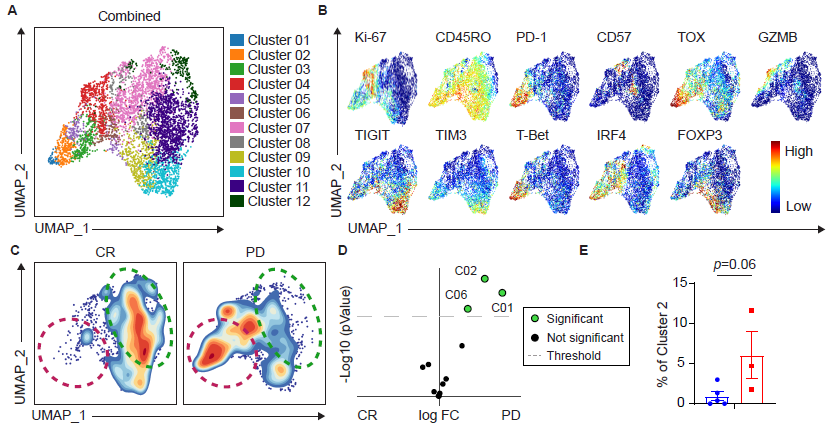 A
Combined
UMAP_2
UMAP_1
Cluster 01
Cluster 02
Cluster 03
Cluster 04
Cluster 05
Cluster 06
Cluster 07
Cluster 08
Cluster 09
Cluster 10
Cluster 11
Cluster 12
B
Ki-67 CD45RO PD-1 CD57 TOX GZMB
TIGIT TIM3 T-Bet IRF4 FOXP3
High
Low
UMAP_2
UMAP_1
C
CR PD
UMAP_2
UMAP_1
D
C02
C06 C01
-Log10 (pValue)
CR log FC PD
Significant
Not significant
Threshold
E
p=0.06
% of Cluster 2
15
10
5
0